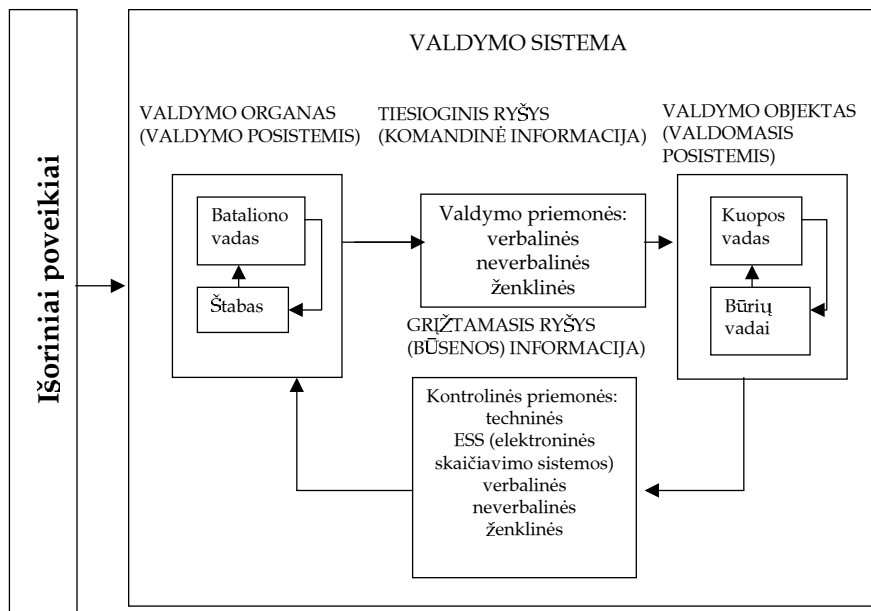 Išoriniai poveikiai
VALDYMO SISTEMA
VALDYMO ORGANAS
(VALDYMO POSISTEMIS)
TIESIOGINIS RYŠYS
(KOMANDINĖ INFORMACIJA)
VALDYMO OBJEKTAS
(VALDOMASIS
POSISTEMIS)
Bataliono
vadas
Štabas
Valdymo priemonės:
verbalinės
neverbalinės
ženklinės
Kuopos
vadas
Būrių
vadai
GRĮŽTAMASIS RYŠYS
(BŪSENOS) INFORMACIJA)
Kontrolinės priemonės:
techninės
ESS (elektroninės
skaičiavimo sistemos)
verbalinės
neverbalinės
ženklinės